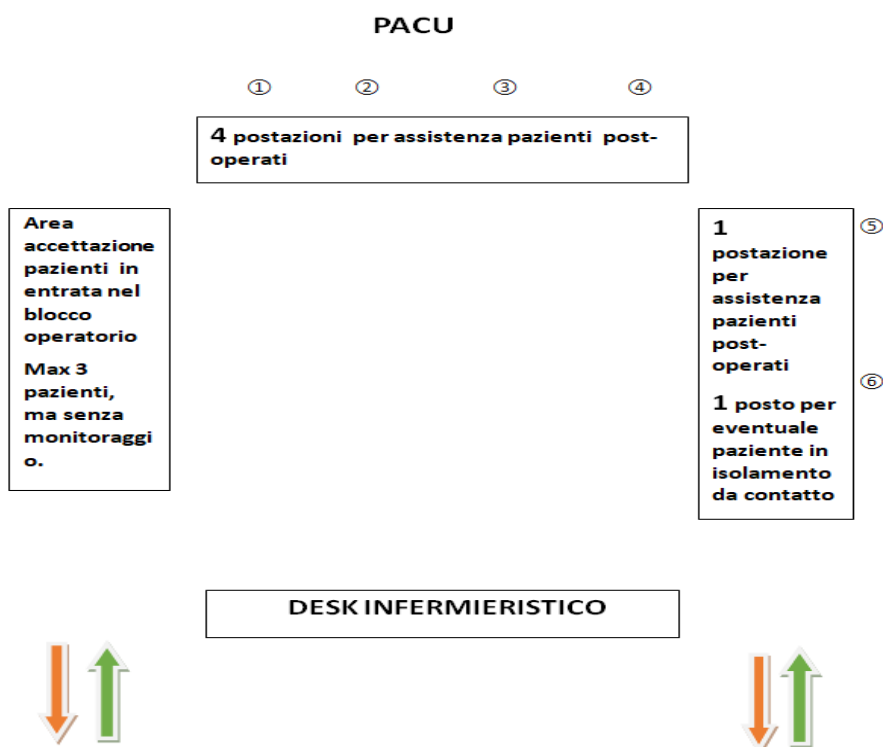 PACU
① ② ③ ④
4 postazioni per assistenza pazienti post-
operati
Area
accettazione
pazienti in
entrata nel
blocco
operatorio
Max 3
pazienti,
ma senza
monitoraggi
o.
1
postazione
per
assistenza
pazienti
post-
operati
1 posto per
eventuale
paziente in
isolamento
da contatto
⑤
⑥
DESK INFERMIERISTICO